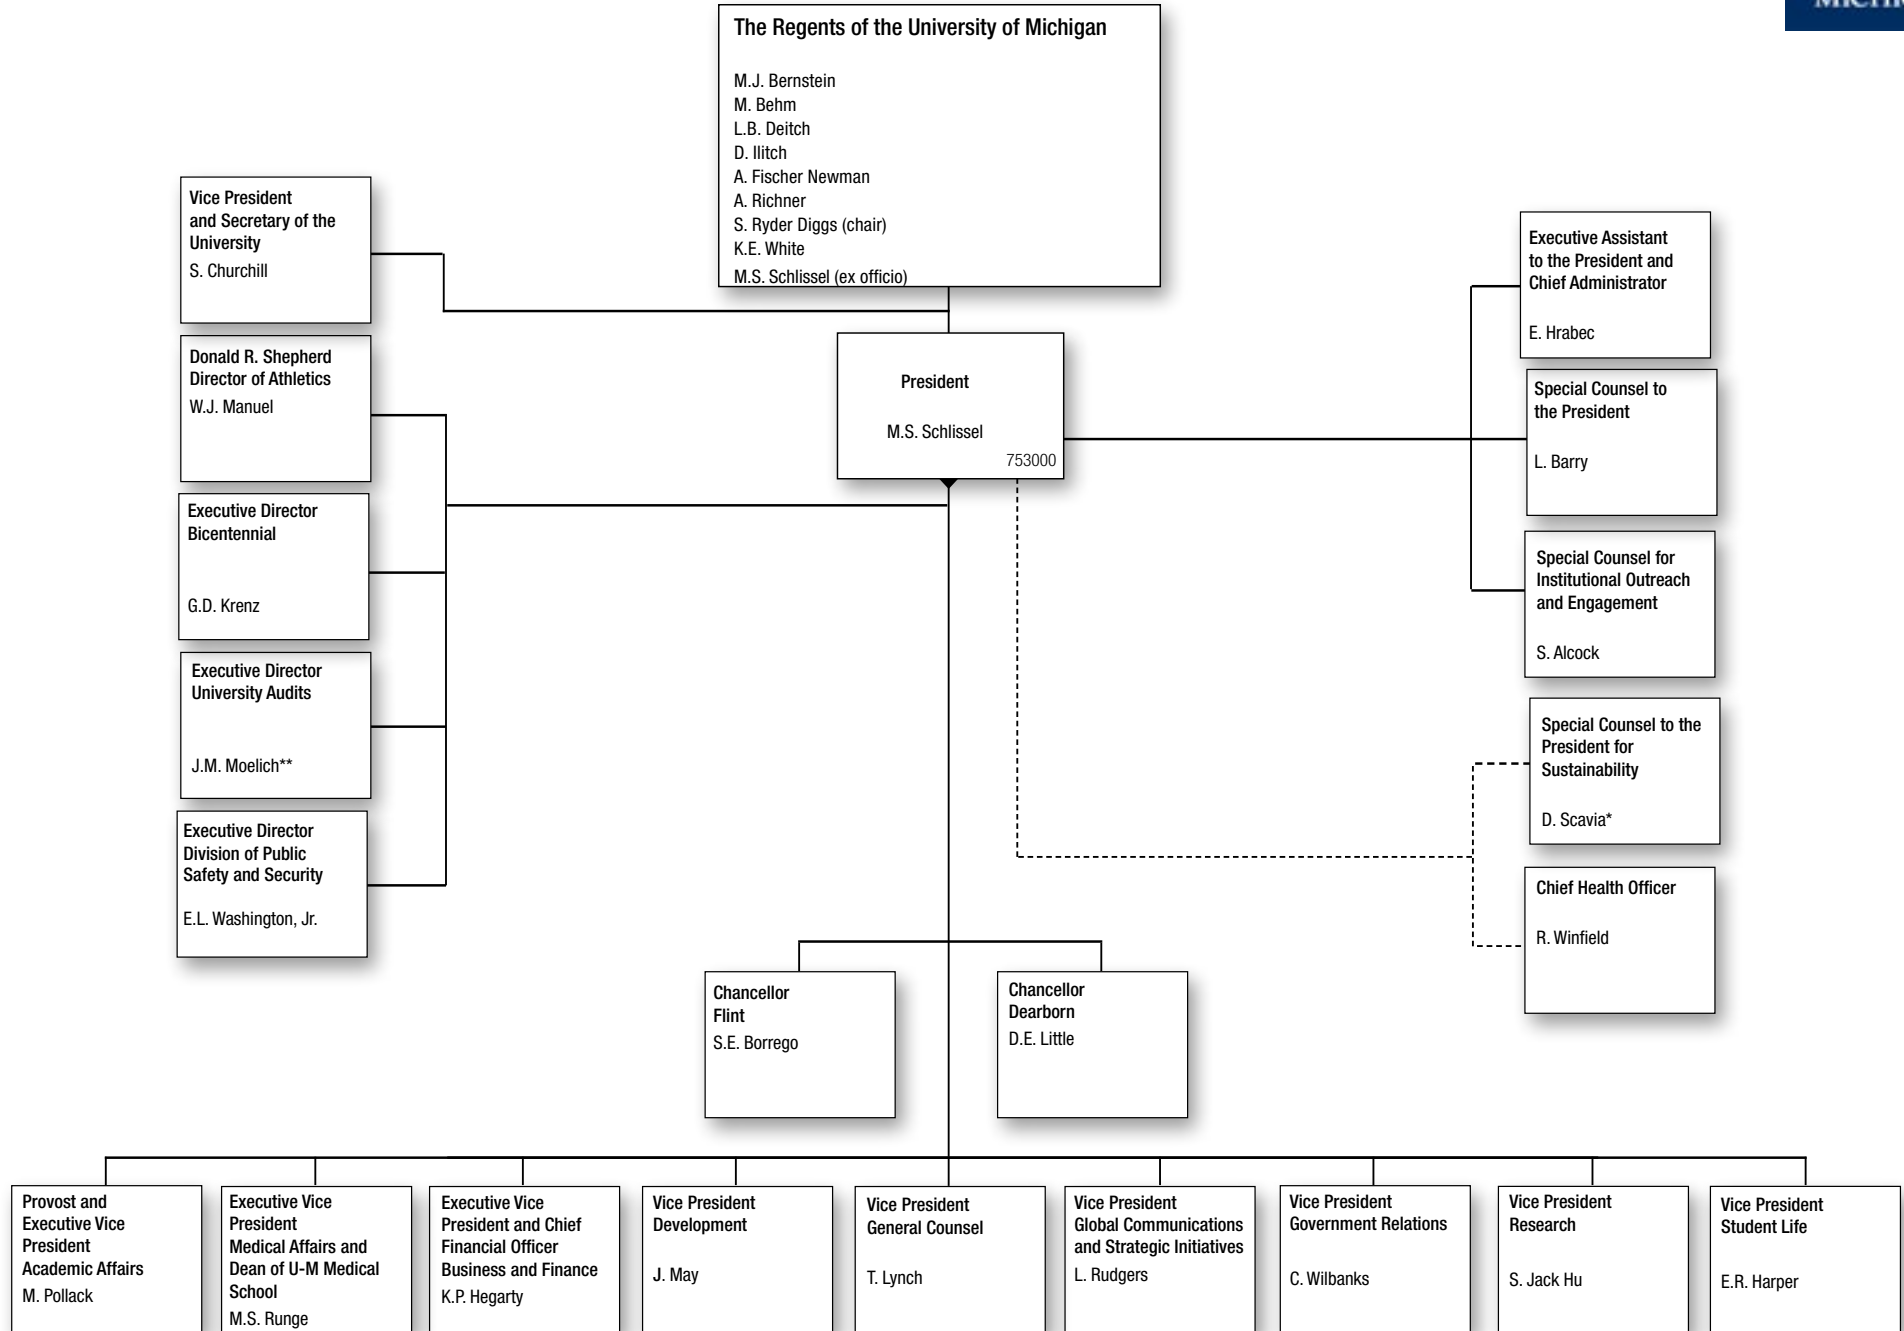 The Regents of the University of Michigan
M.J. Bernstein
M. Behm
L.B. Deitch
D. Ilitch
A. Fischer Newman
A. Richner
S. Ryder Diggs (chair)
K.E. White
M.S. Schlissel (ex officio)
Vice President
and Secretary of the
University
S. Churchill
Donald R. Shepherd
Director of Athletics
W.J. Manuel
Executive Director
Bicentennial
G.D. Krenz
Executive Director
University Audits
J.M. Moelich**
Executive Director
Division of Public
Safety and Security
E.L. Washington, Jr.
President
M.S. Schlissel
753000
Executive Assistant
to the President and
Chief Administrator
E. Hrabec
Special Counsel to
the President
L. Barry
Special Counsel for
Institutional Outreach
and Engagement
S. Alcock
Special Counsel to the
President for
Sustainability
D. Scavia*
Chief Health Officer
R. Winfield
Chancellor
Flint
S.E. Borrego
Chancellor
Dearborn
D.E. Little
Provost and
Executive Vice
President
Academic Affairs
M. Pollack
Executive Vice
President
Medical Affairs and
Dean of U-M Medical
School
M.S. Runge
Executive Vice
President and Chief
Financial Officer
Business and Finance
K.P. Hegarty
Vice President
Development
J. May
Vice President
General Counsel
T. Lynch
Vice President
Global Communications
and Strategic Initiatives
L. Rudgers
Vice President
Government Relations
C. Wilbanks
Vice President
Research
S. Jack Hu
Vice President
Student Life
E.R. Harper